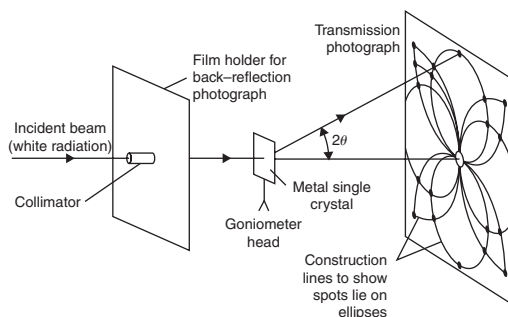 Transmission
photograph
Film holder for
back–reflection
photograph
Incident beam
(white radiation)
2θ
Collimator
Metal single
crystal
Goniometer
head
Construction
lines to show
spots lie on
ellipses